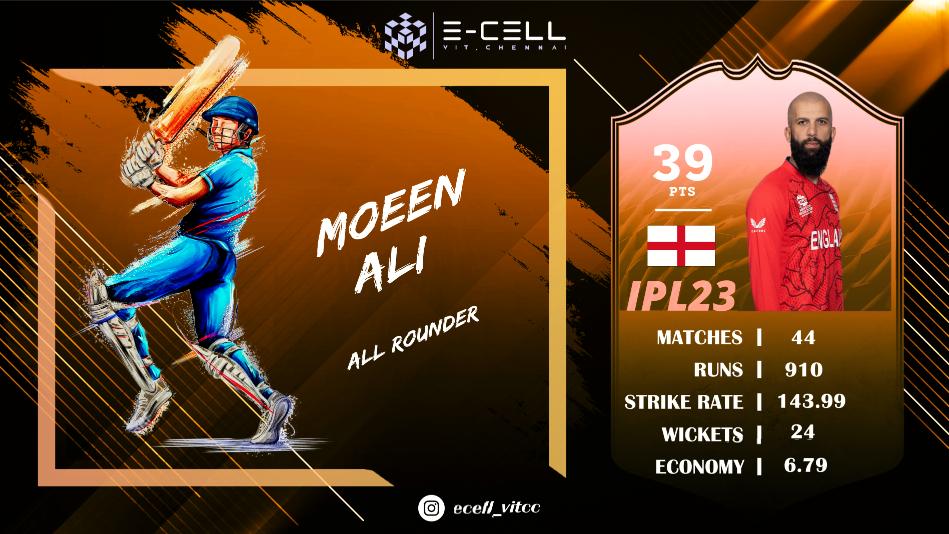 E-CELL
VIT, CHENNAI
MOEEN
ALI
ALL ROUNDER
39
PTS
ENGLA
IPL23
MATCHES | 44
RUNS | 910
STRIKE RATE | 143.99
WICKETS | 24
ECONOMY | 6.79
ecell_vitcc